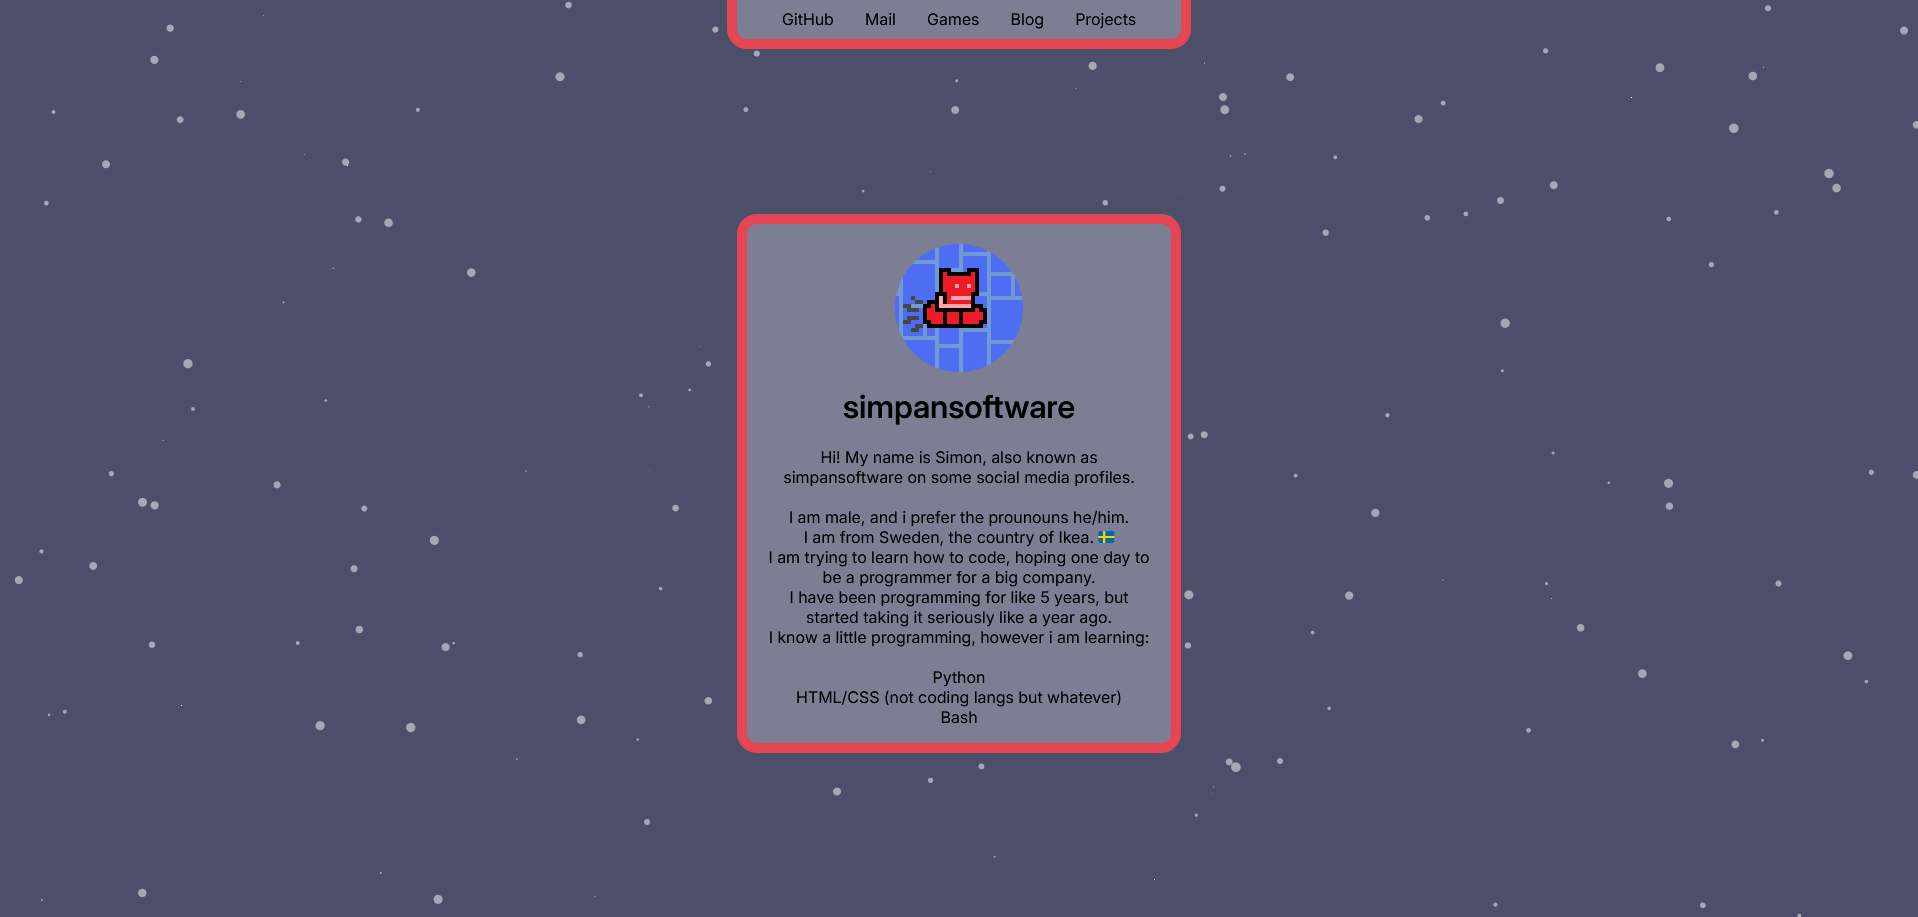 GitHub Mail Games Blog Projects
simpansoftware
Hi! My name is Simon, also known as
simpansoftware on some social media profiles.
I am male, and i prefer the prounouns he/him.
I am from Sweden, the country of Ikea. 🇸🇪
I am trying to learn how to code, hoping one day to
be a programmer for a big company.
I have been programming for like 5 years, but
started taking it seriously like a year ago.
I know a little programming, however i am learning:
Python
HTML/CSS (not coding langs but whatever)
Bash